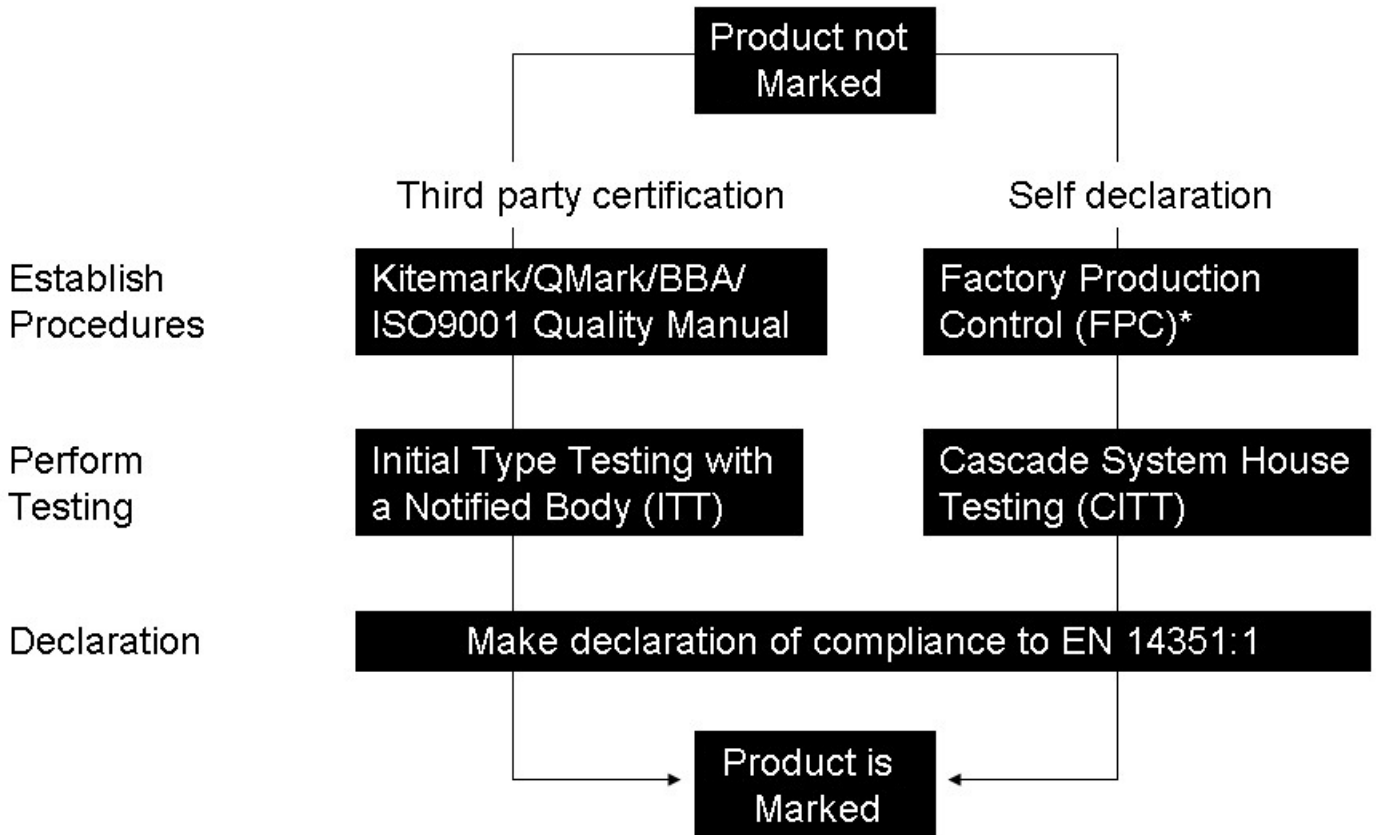 Product not
Marked
Third party certification
Self declaration
Establish
Procedures
Kitemark/QMark/BBA/
ISO9001 Quality Manual
Factory Production
Control (FPC)*
Perform
Testing
Initial Type Testing with
a Notified Body (ITT)
Cascade System House
Testing (CITT)
Declaration
Make declaration of compliance to EN 14351:1
Product is
Marked